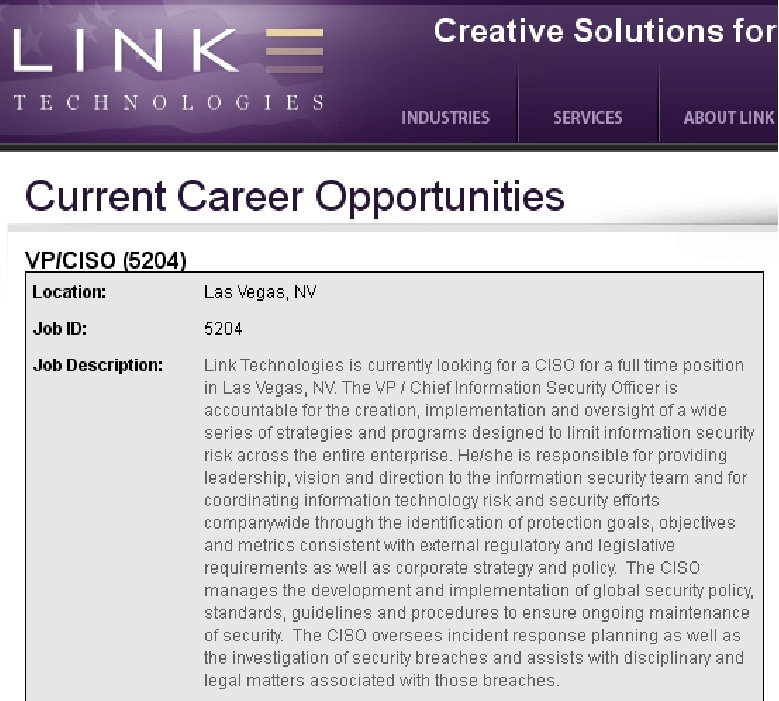 LINK
TECHNOLOGIES
Creative Solutions for
INDUSTRIES SERVICES ABOUT LINK
Current Career Opportunities
VP/CISO (5204)
Location: Las Vegas, NV
Job ID: 5204
Job Description: Link Technologies is currently looking for a CISO for a full time position
in Las Vegas, NV. The VP / Chief Information Security Officer is
accountable for the creation, implementation and oversight of a wide
series of strategies and programs designed to limit information security
risk across the entire enterprise. He/she is responsible for providing
leadership, vision and direction to the information security team and for
coordinating information technology risk and security efforts
companywide through the identification of protection goals, objectives
and metrics consistent with external regulatory and legislative
requirements as well as corporate strategy and policy. The CISO
manages the development and implementation of global security policy,
standards, guidelines and procedures to ensure ongoing maintenance
of security. The CISO oversees incident response planning as well as
the investigation of security breaches and assists with disciplinary and
legal matters associated with those breaches.